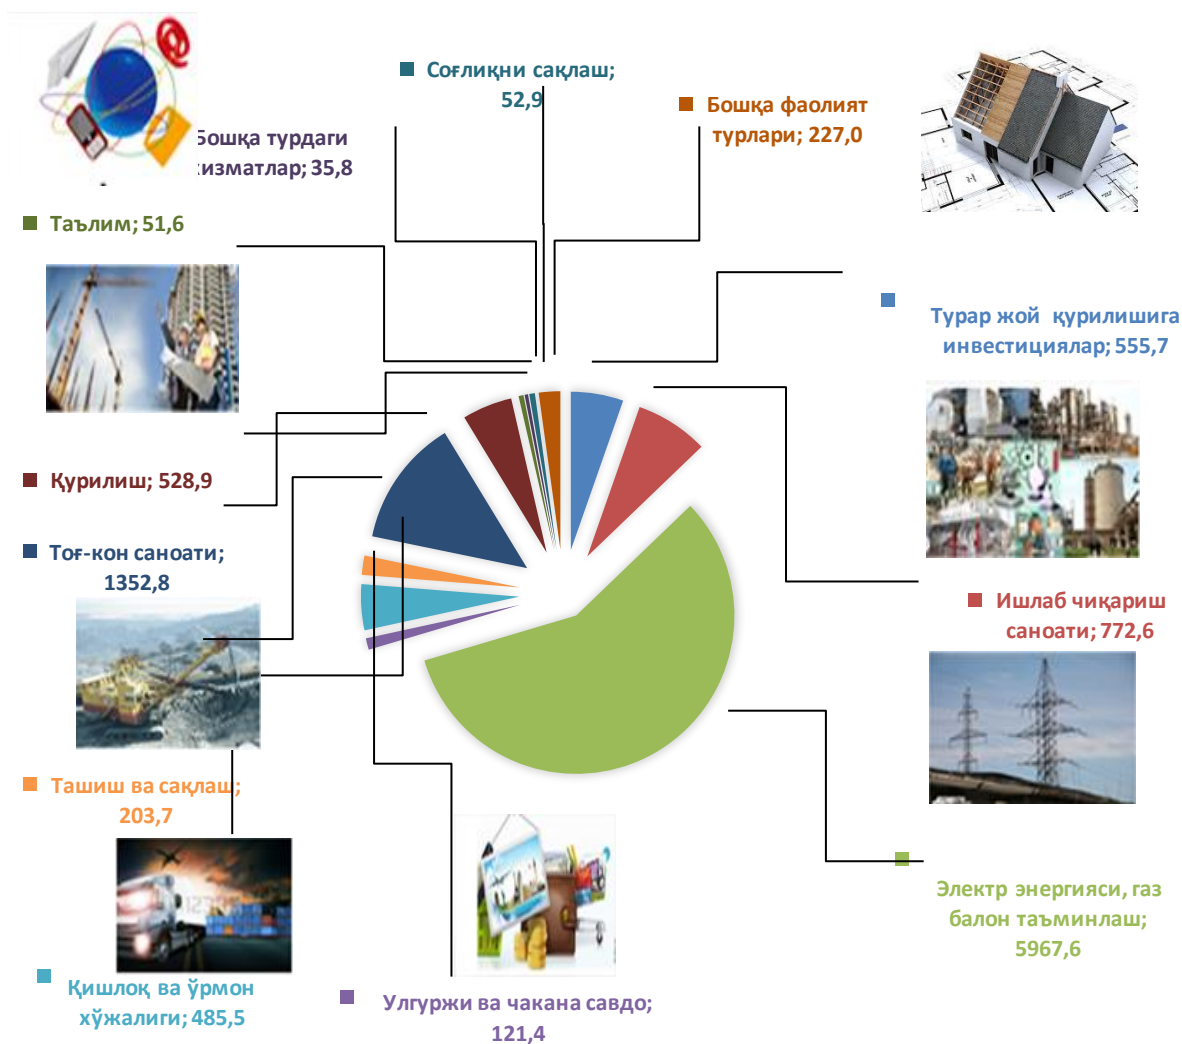 Соғлиқни сақлаш;
52,9
Бошқа фаолият
турлари; 227,0
Бошқа турдаги
хизматлар; 35,8
Таълим; 51,6
Турар жой қурилишига
инвестициялар; 555,7
Қурилиш; 528,9
Тоғ-кон саноати;
1352,8
Ишлаб чиқариш
саноати; 772,6
Ташиш ва сақлаш;
203,7
Электр энергияси, газ
балон таъминлаш;
5967,6
Қишлоқ ва ўрмон
хўжалиги; 485,5
Улгуржи ва чакана савдо;
121,4